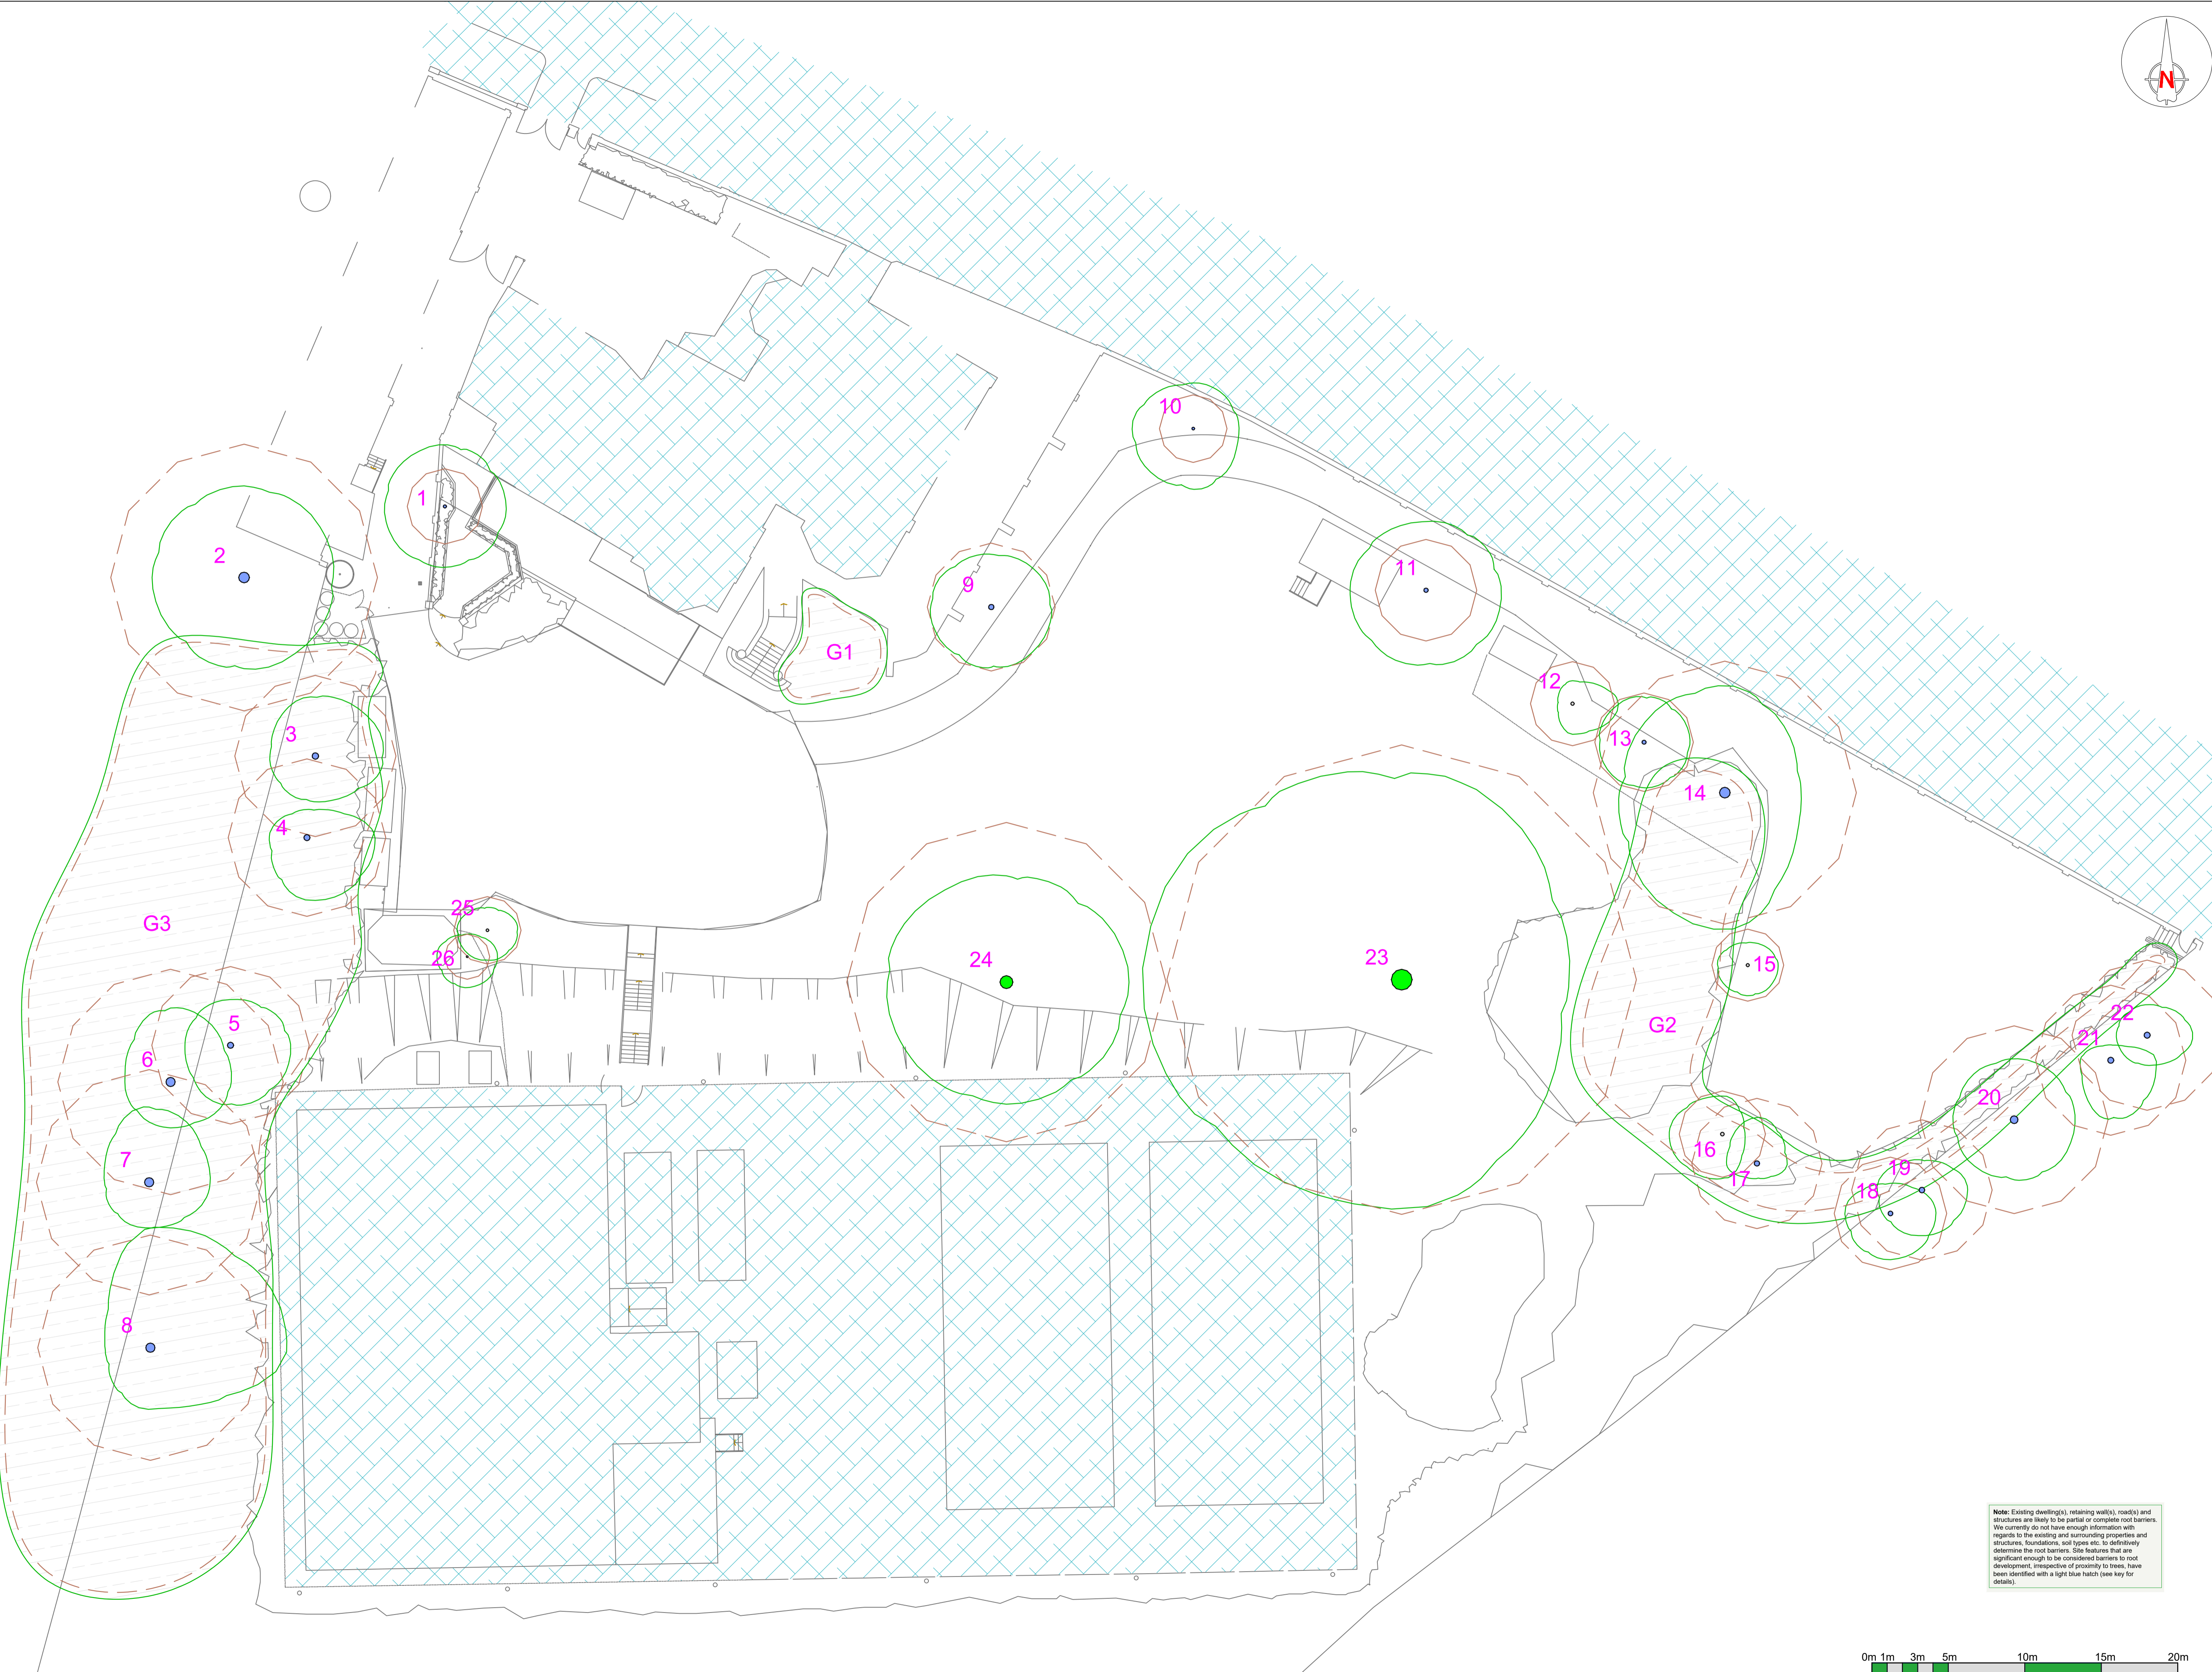 N
10
1
2
11
9
G1
12
3
13
14
4
25
G3
26
24
23
15
5
G2
22
6
21
20
16
7
17
19
18
8
Note: Existing dwelling(s), retaining wall(s), road(s) and
structures are likely to be partial or complete root barriers.
We currently do not have enough information with
regards to the existing and surrounding properties and
structures, foundations, soil types etc. to definitively
determine the root barriers. Site features that are
significant enough to be considered barriers to root
development, irrespective of proximity to trees, have
been identified with a light blue hatch (see key for
details).
0m 1m 3m 5m 10m 15m 20m